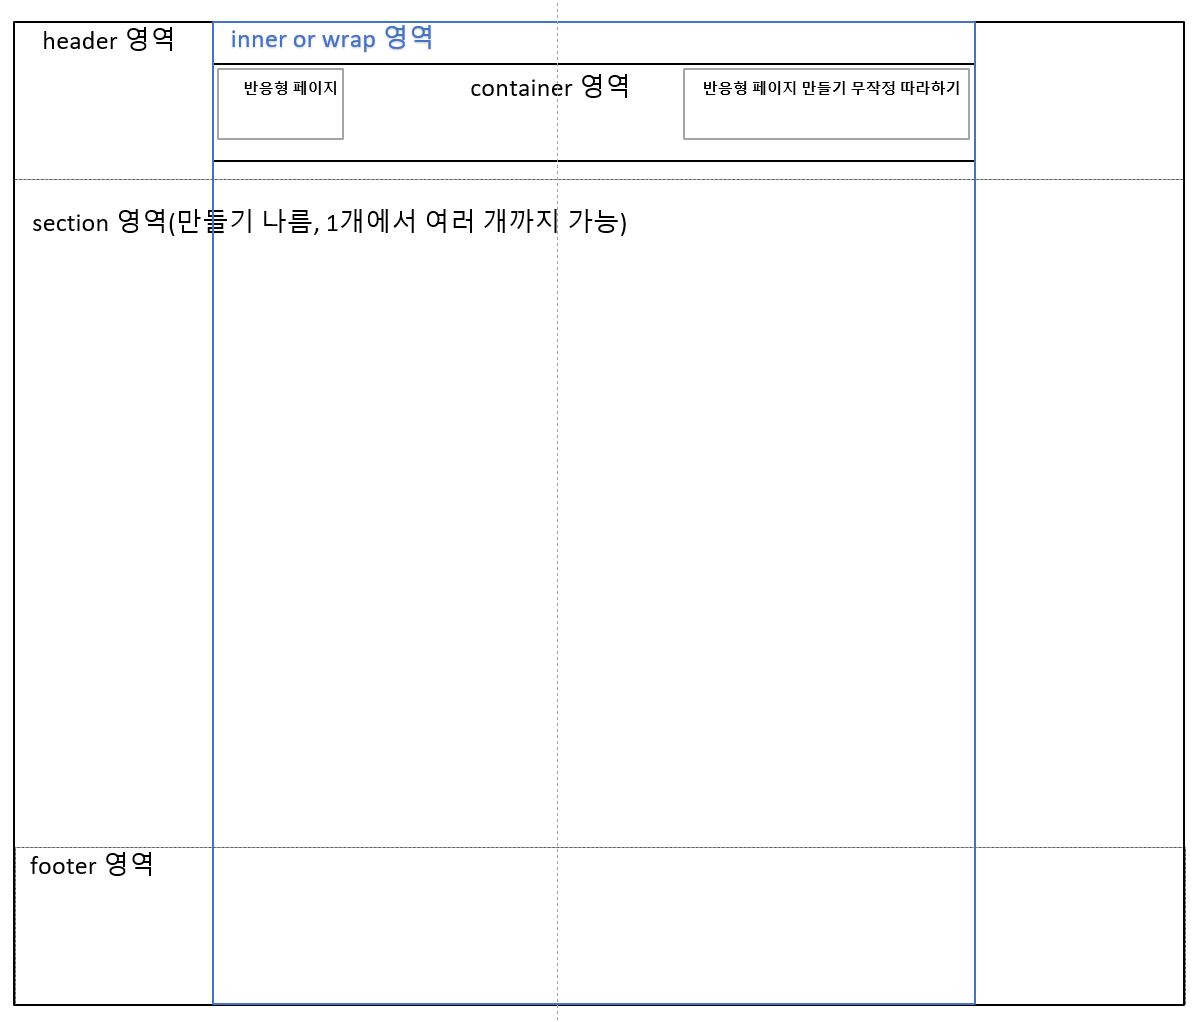 header 영역
inner or wrap 영역
반응형 페이지
container 영역
반응형 페이지 만들기 무작정 따라하기
section 영역(만들기 나름, 1개에서 여러 개까지 가능)
footer 영역